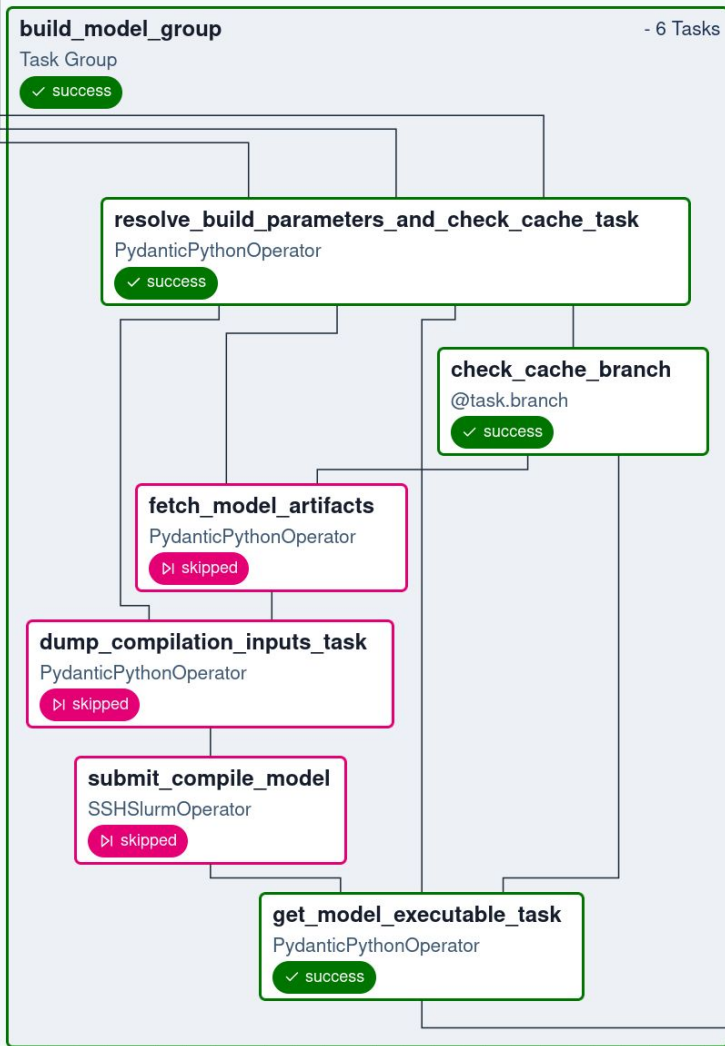 build_model_group
- 6 Tasks
Task Group
success
resolve_build_parameters_and_check_cache_task
PydanticPythonOperator
success
check_cache_branch
@task.branch
success
fetch_model_artifacts
PydanticPythonOperator
skipped
dump_compilation_inputs_task
PydanticPythonOperator
skipped
submit_compile_model
SSHSlurmOperator
skipped
get_model_executable_task
PydanticPythonOperator
success